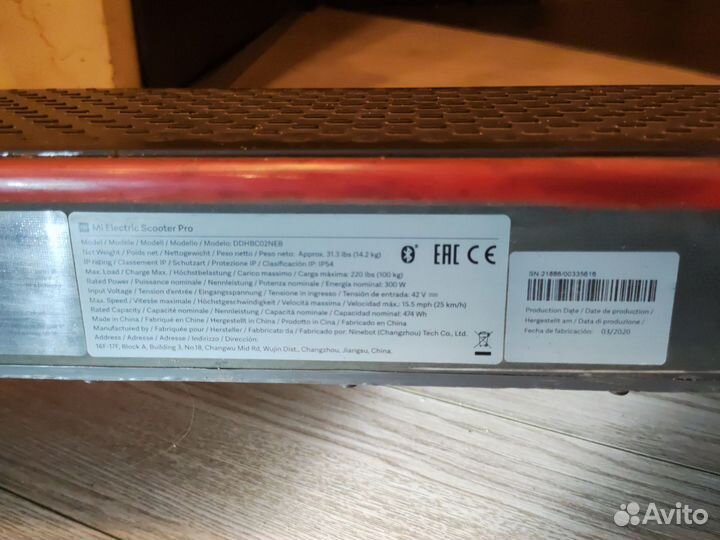 mi Mi Electric Scooter Pro
Model / Modèle / Modell / Modello / Modelo: DDHBC02NEB
Net Weight / Poids net / Nettogewicht / Peso netto / Peso neto: Approx. 31.3 lbs (14.2 kg)
IP rating / Classement IP / Schutzart / Protezione IP / Clasificación IP: IP54
Max. Load / Charge Max. / Höchstbelastung / Carico massimo / Carga máxima: 220 lbs (100 kg)
Rated Power / Puissance nominale / Nennleistung / Potenza nominale / Energía nominal: 300 W
Input Voltage / Tension d'entrée / Eingangsspannung / Tensione in ingresso / Tensión de entrada: 42 V
Max. Speed / Vitesse maximale / Höchstgeschwindigkeit / Velocità massima / Velocidad máx.: 15.5 mph (25 km/h)
Rated Capacity / Capacité nominale / Nennleistung / Capacità nominale / Capacidad nominal: 474 Wh
Made in China / Fabriqué en Chine / Hergestellt in China / Prodotto in Cina / Fabricado en China
Manufactured by / Fabriqué par / Hersteller / Fabbricato da / Fabricado por: Ninebot (Changzhou) Tech Co., Ltd.
Address / Adresse / Adresse / Indirizzo / Dirección:
16F-17F, Block A, Building 3, No.18, Changwu Mid Rd, Wujin Dist., Changzhou, Jiangsu, China.
EAC CE
SN: 21886/00335616
Production Date / Date de production /
Hergestellt am / Data di produzione /
Fecha de fabricación: 03/2020
Avito